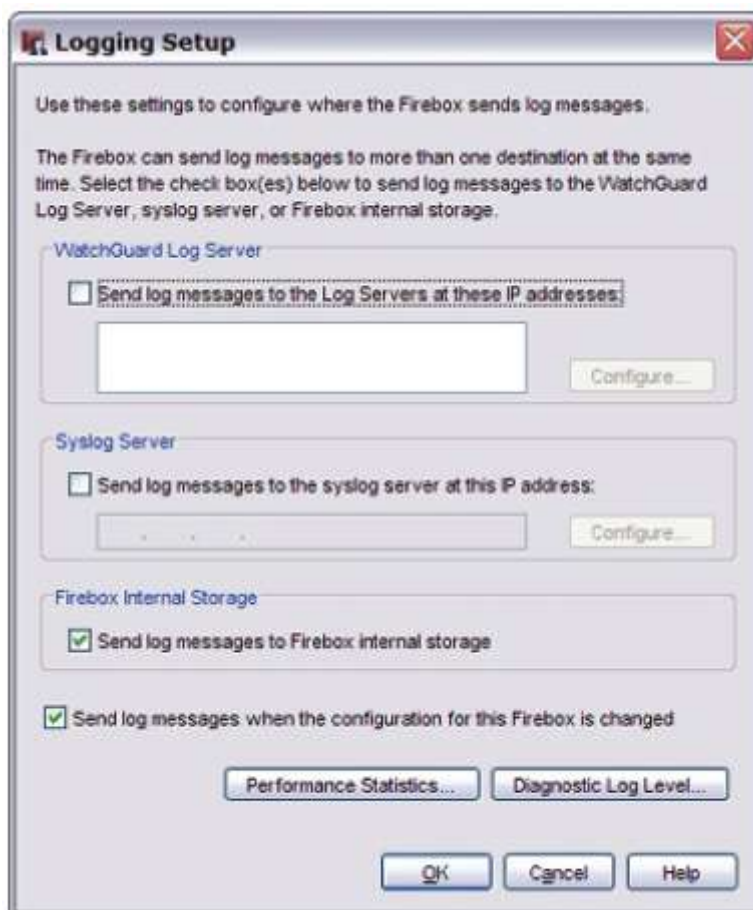 Logging Setup
Use these settings to configure where the Firebox sends log messages.
The Firebox can send log messages to more than one destination at the same
time. Select the check box(es) below to send log messages to the WatchGuard
Log Server, syslog server, or Firebox internal storage.
WatchGuard Log Server
Send log messages to the Log Servers at these IP addresses:
Configure...
Syslog Server
Send log messages to the syslog server at this IP address:
. . .
Configure...
Firebox Internal Storage
Send log messages to Firebox internal storage
Send log messages when the configuration for this Firebox is changed
Performance Statistics... Diagnostic Log Level...
OK Cancel Help